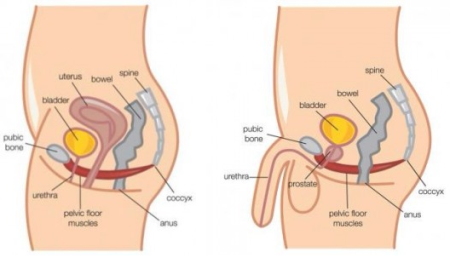 uterus
bowel
spine
bladder
pubic
bone
urethra
pelvic floor
muscles
anus
coccyx
spine
bowel
bladder
pubic
bone
urethra
prostate
pelvic floor
muscles
anus
coccyx